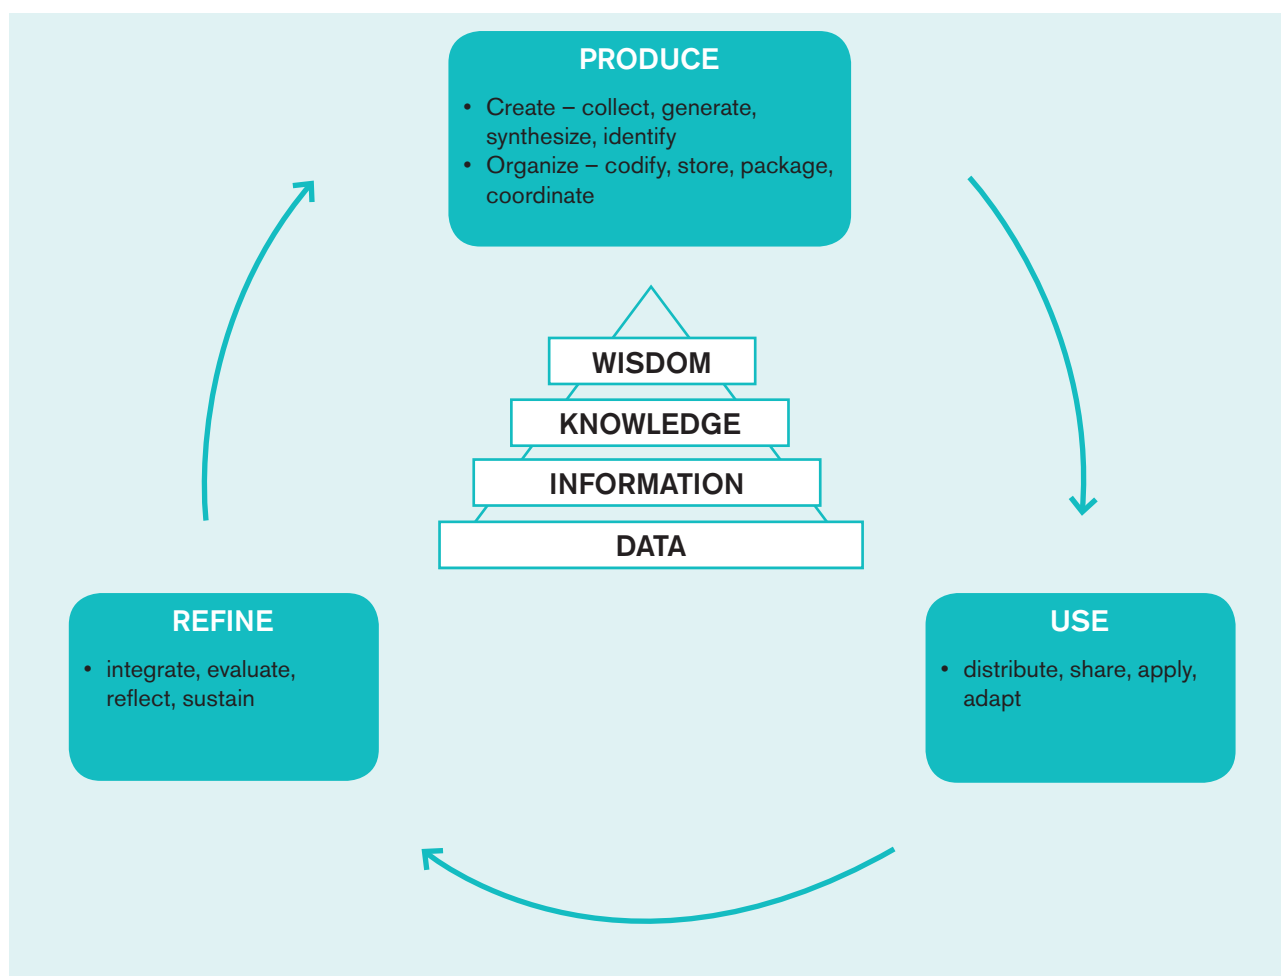 PRODUCE
• Create – collect, generate,
synthesize, identify
• Organize – codify, store, package,
coordinate
WISDOM
KNOWLEDGE
INFORMATION
DATA
REFINE
• integrate, evaluate,
reflect, sustain
USE
• distribute, share, apply,
adapt